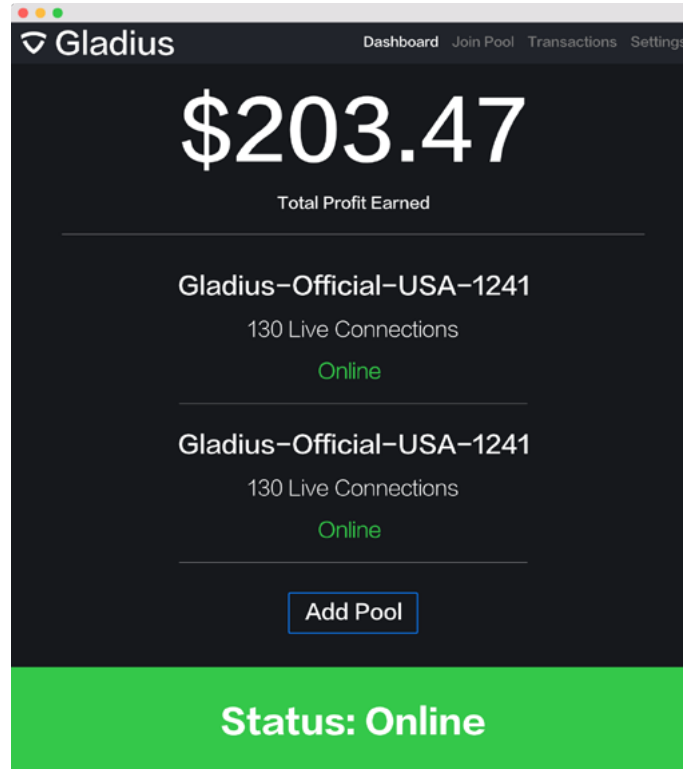 Gladius Dashboard Join Pool Transactions Settings
$203.47
Total Profit Earned
Gladius-Official-USA-1241
130 Live Connections
Online
Gladius-Official-USA-1241
130 Live Connections
Online
Add Pool
Status: Online